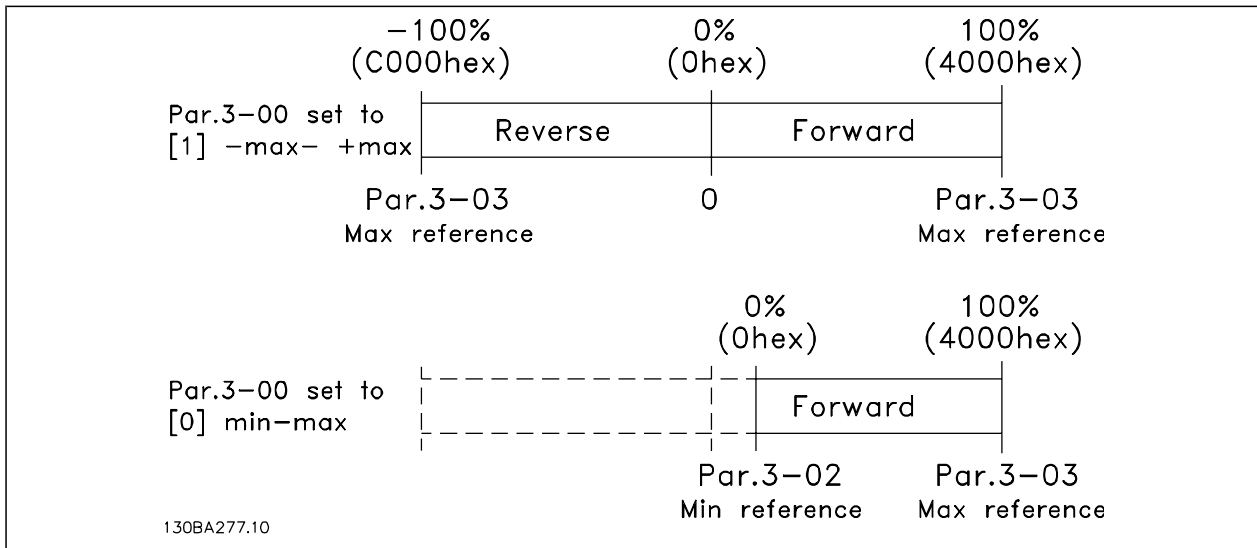 -100% 0% 100%
(C000hex) (0hex) (4000hex)
Par.3-00 set to
[1] -max- +max
Reverse Forward
Par.3-03 0 Par.3-03
Max reference Max reference
0% 100%
(0hex) (4000hex)
Par.3-00 set to
[0] min-max
Forward
Par.3-02 Par.3-03
Min reference Max reference
130BA277.10